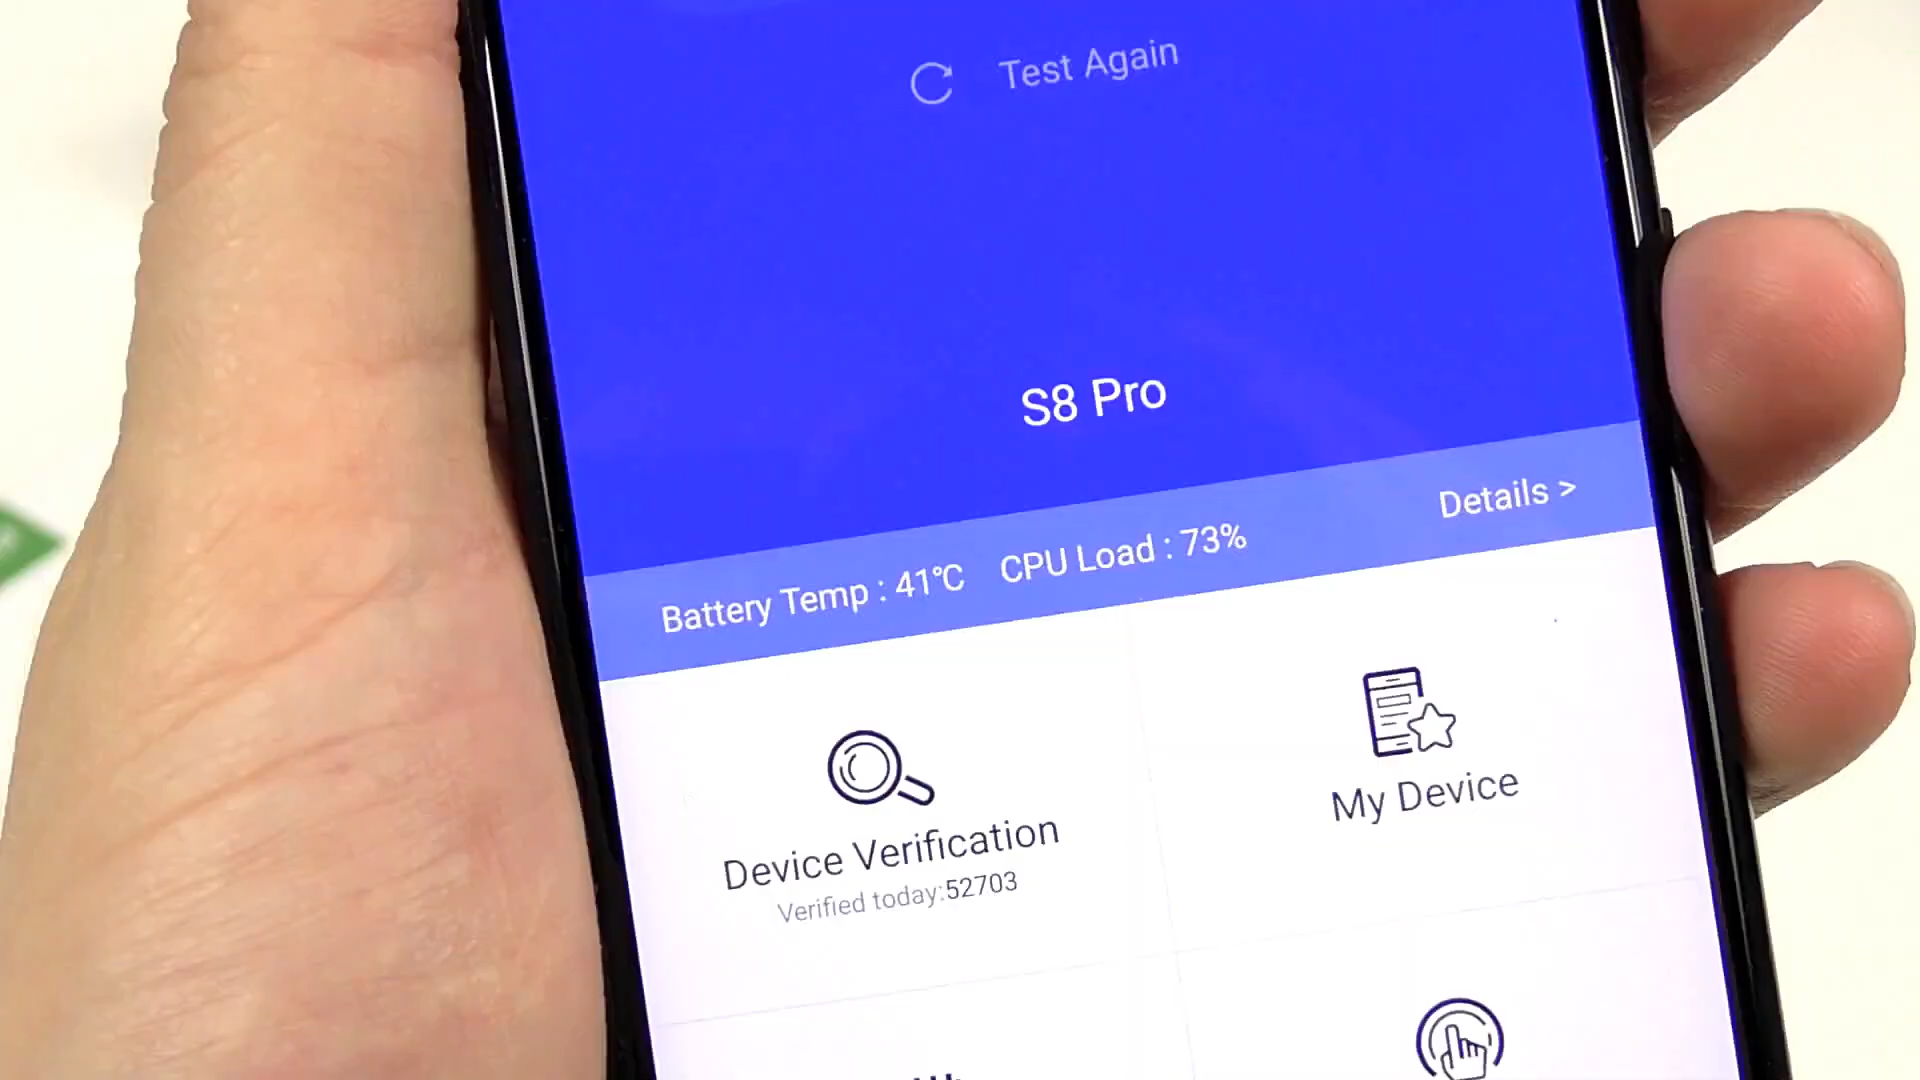 Test Again
S8 Pro
Battery Temp : 41℃ CPU Load : 73% Details >
Device Verification
Verified today:52703
My Device